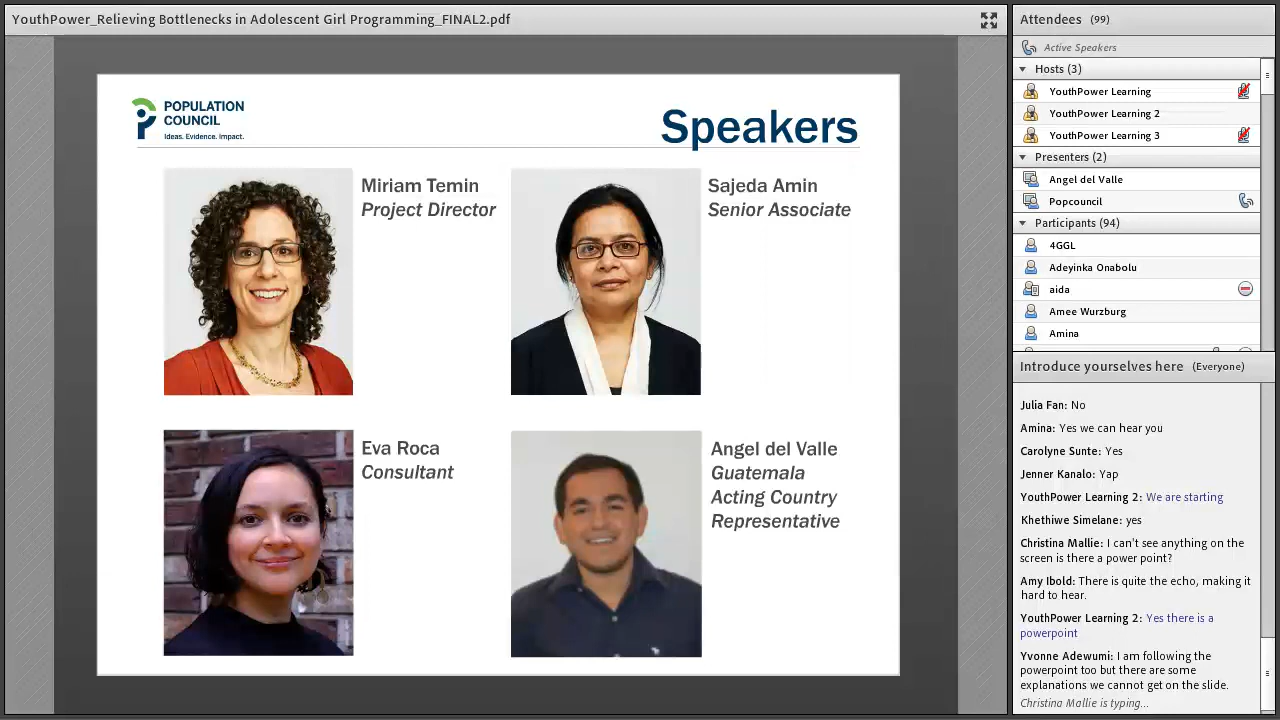 YouthPower_Relieving Bottlenecks in Adolescent Girl Programming_FINAL2.pdf
POPULATION
COUNCIL
Ideas. Evidence. Impact.
Speakers
Miriam Temin
Project Director
Sajeda Amin
Senior Associate
Eva Roca
Consultant
Angel del Valle
Guatemala
Acting Country
Representative
Attendees (99)
Active Speakers
Hosts (3)
YouthPower Learning
YouthPower Learning 2
YouthPower Learning 3
Presenters (2)
Angel del Valle
Popcouncil
Participants (94)
4GGL
Adeyinka Onabolu
aida
Amee Wurzburg
Amina
Introduce yourselves here (Everyone)
Julia Fan: No
Amina: Yes we can hear you
Carolyne Sunte: Yes
Jenner Kanalo: Yap
YouthPower Learning 2: We are starting
Khethiwe Simelane: yes
Christina Mallie: I can't see anything on the
screen is there a power point?
Amy Ibold: There is quite the echo, making it
hard to hear.
YouthPower Learning 2: Yes there is a
powerpoint
Yvonne Adewumi: I am following the
powerpoint too but there are some
explanations we cannot get on the slide.
Christina Mallie is typing...